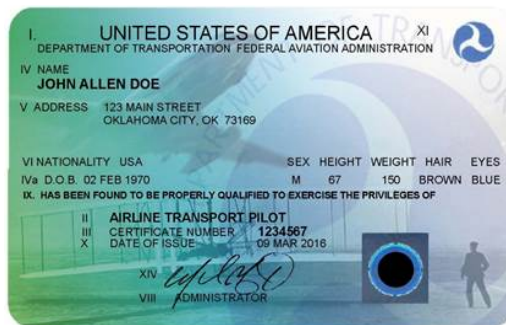 I. UNITED STATES OF AMERICA XI
DEPARTMENT OF TRANSPORTATION FEDERAL AVIATION ADMINISTRATION
IV NAME
JOHN ALLEN DOE
V ADDRESS 123 MAIN STREET
OKLAHOMA CITY, OK 73169
VI NATIONALITY USA SEX HEIGHT WEIGHT HAIR EYES
IVa D.O.B. 02 FEB 1970 M 67 150 BROWN BLUE
IX. HAS BEEN FOUND TO BE PROPERLY QUALIFIED TO EXERCISE THE PRIVILEGES OF
II AIRLINE TRANSPORT PILOT
III CERTIFICATE NUMBER 1234567
X DATE OF ISSUE 09 MAR 2016
XIV
VIII ADMINISTRATOR